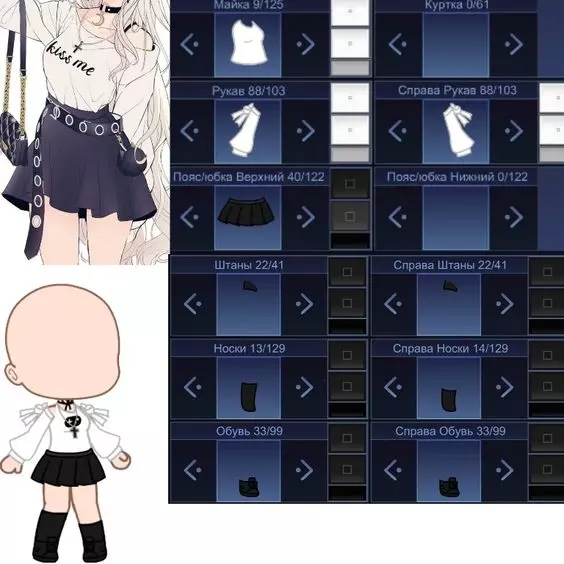 Майка 9/125
Куртка 0/61
kiss me
Рукав 88/103
Справа Рукав 88/103
Пояс/юбка Верхний 40/122
Пояс/юбка Нижний 0/122
Штаны 22/41
Справа Штаны 22/41
Носки 13/129
Справа Носки 14/129
Обувь 33/99
Справа Обувь 33/99